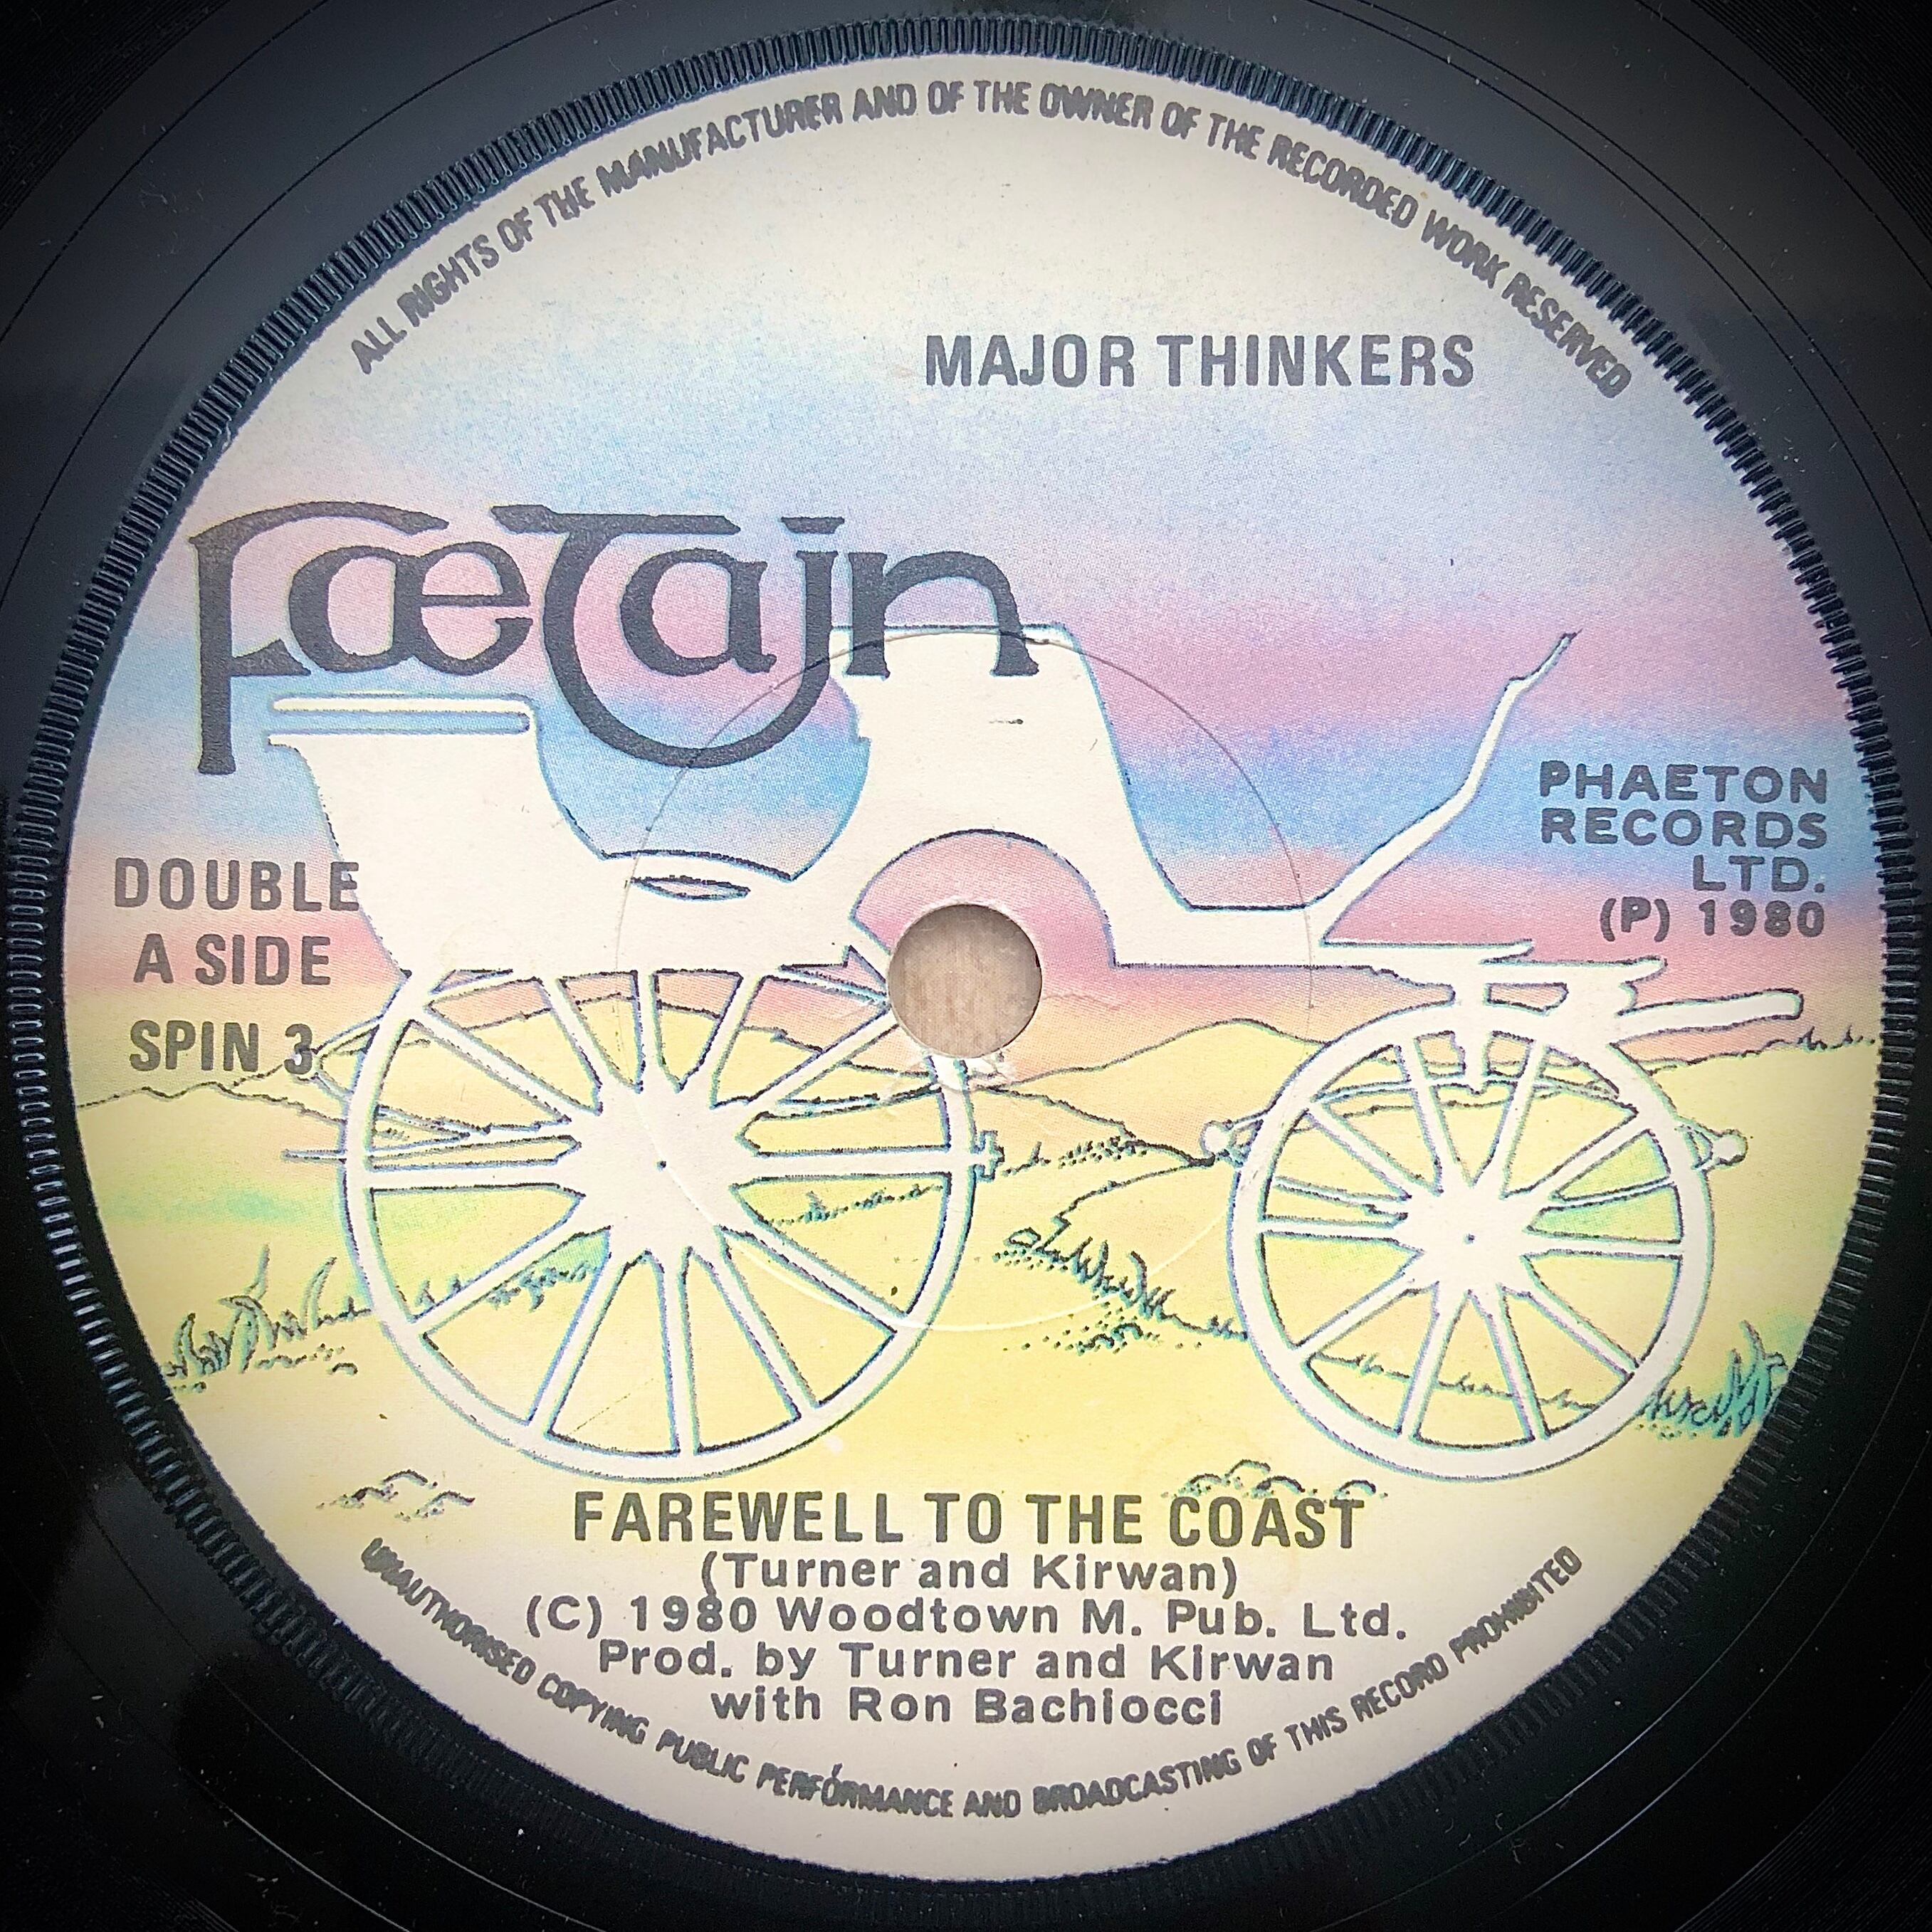 ALL RIGHTS OF THE MANUFACTURER AND OF THE OWNER OF THE RECORDED WORK RESERVED
MAJOR THINKERS
Fætajn
PHAETON
RECORDS
LTD.
(P) 1980
DOUBLE
A SIDE
SPIN 3
FAREWELL TO THE COAST
(Turner and Kirwan)
(C) 1980 Woodtown M. Pub. Ltd.
Prod. by Turner and Kirwan
with Ron Bachiocci
UNAUTHORISED COPYING PUBLIC PERFORMANCE AND BROADCASTING OF THIS RECORD PROHIBITED